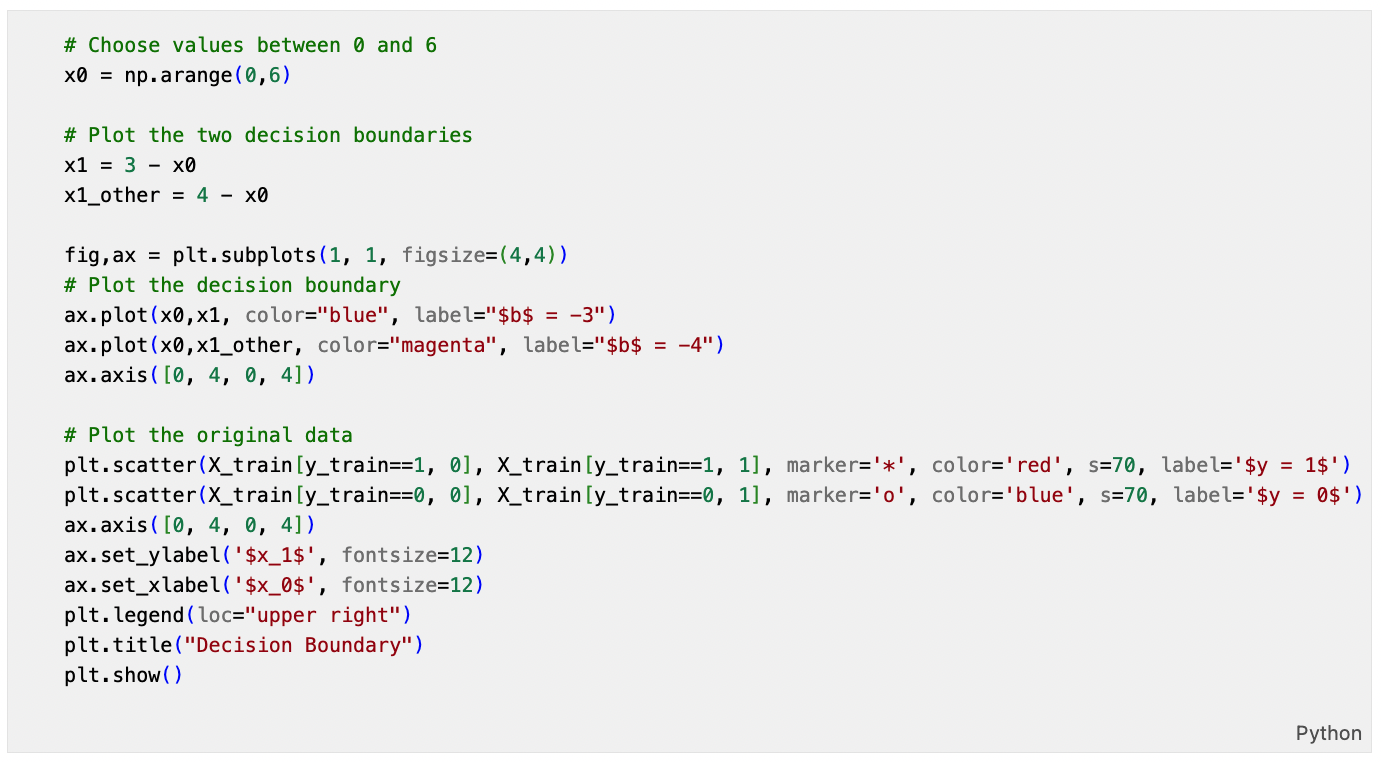 # Choose values between 0 and 6
x0 = np.arange(0,6)

# Plot the two decision boundaries
x1 = 3 - x0
x1_other = 4 - x0

fig,ax = plt.subplots(1, 1, figsize=(4,4))
# Plot the decision boundary
ax.plot(x0,x1, color="blue", label="$b$ = -3")
ax.plot(x0,x1_other, color="magenta", label="$b$ = -4")
ax.axis([0, 4, 0, 4])

# Plot the original data
plt.scatter(X_train[y_train==1, 0], X_train[y_train==1, 1], marker='*', color='red', s=70, label='$y = 1$')
plt.scatter(X_train[y_train==0, 0], X_train[y_train==0, 1], marker='o', color='blue', s=70, label='$y = 0$')
ax.axis([0, 4, 0, 4])
ax.set_ylabel('$x_1$', fontsize=12)
ax.set_xlabel('$x_0$', fontsize=12)
plt.legend(loc="upper right")
plt.title("Decision Boundary")
plt.show()
Python